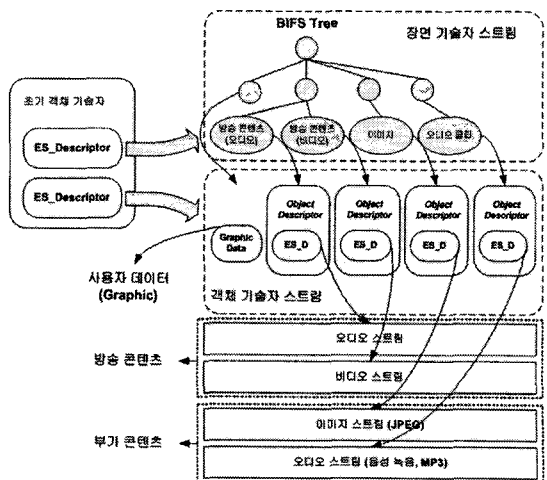 BIFS Tree
장면 기술자 스트림
초기 객체 기술자
ES_Descriptor
ES_Descriptor
방송 콘텐츠
(오디오)
방송 콘텐츠
(비디오)
이미지
오디오 클립
Object
Descriptor
ES_D
Object
Descriptor
ES_D
Object
Descriptor
ES_D
Object
Descriptor
ES_D
Graphic
Data
사용자 데이터
(Graphic)
객체 기술자 스트림
방송 콘텐츠
오디오 스트림
비디오 스트림
부가 콘텐츠
이미지 스트림 (JPEG)
오디오 스트림 (음성 녹음, MP3)